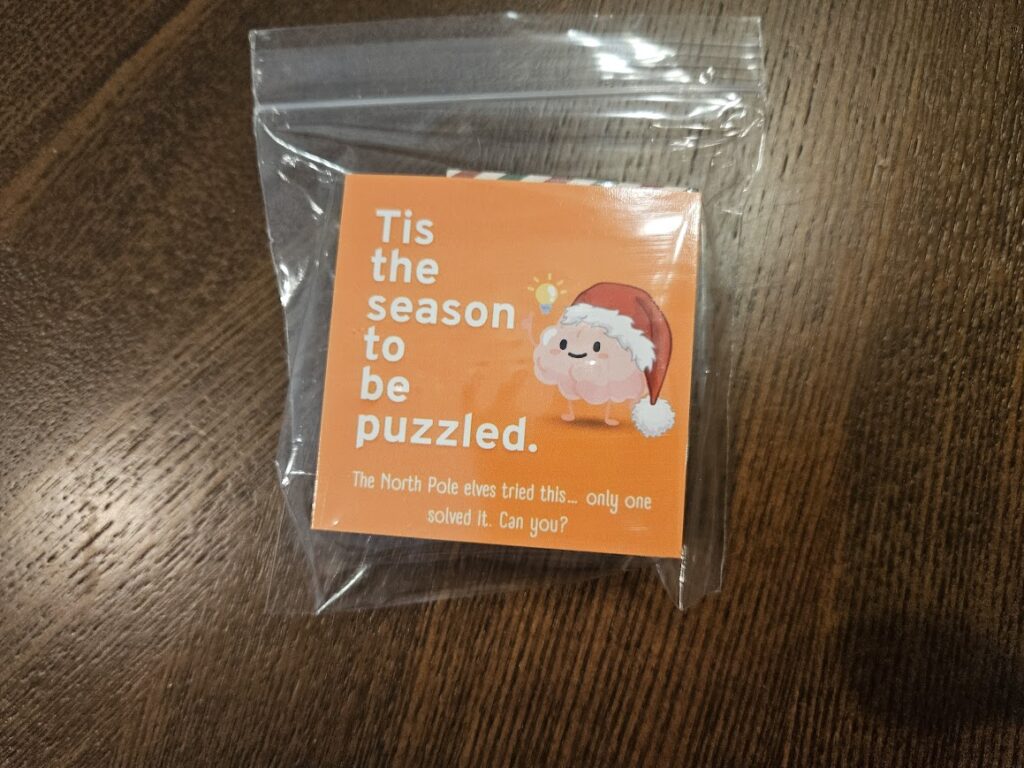 Tis
the
season
to
be
puzzled.
The North Pole elves tried this... only one
solved it. Can you?